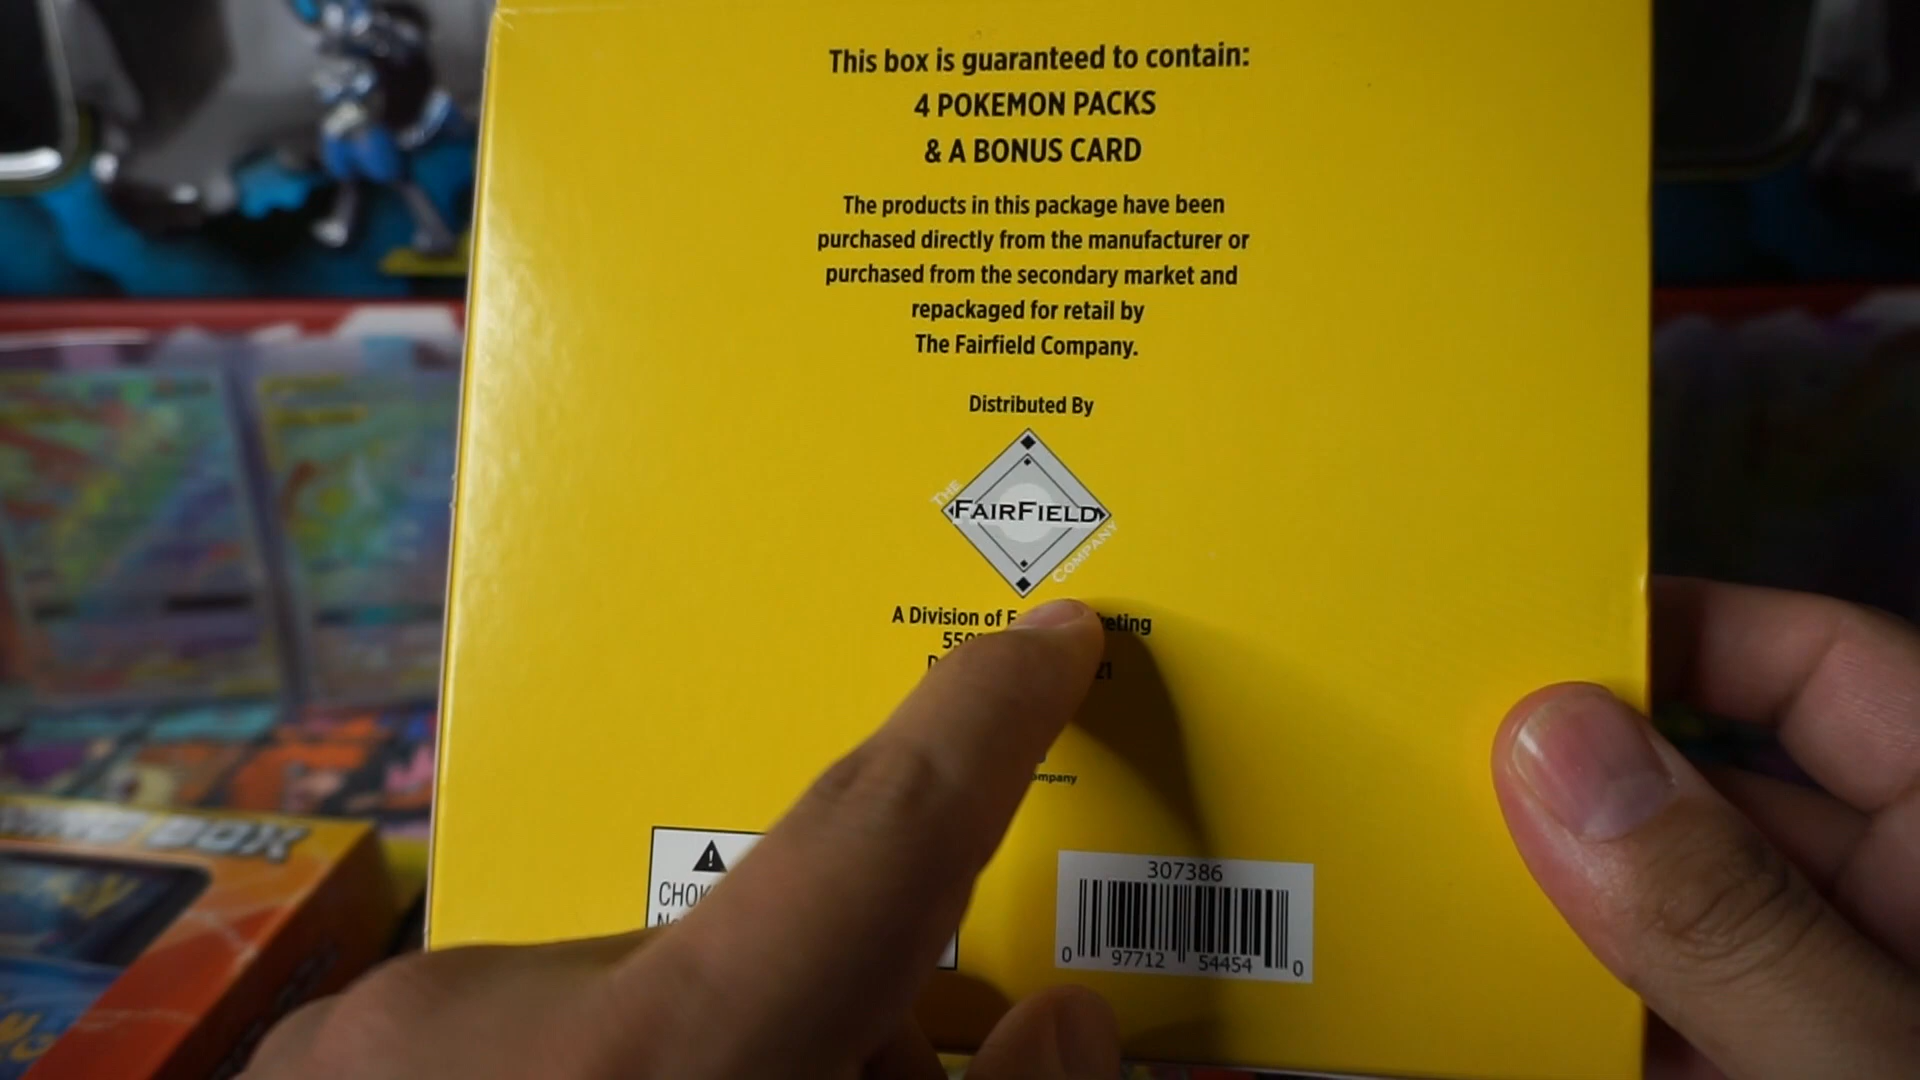 This box is guaranteed to contain:
4 POKEMON PACKS
& A BONUS CARD
The products in this package have been
purchased directly from the manufacturer or
purchased from the secondary market and
repackaged for retail by
The Fairfield Company.
Distributed By
THE
FAIRFIELD
COMPANY
A Division of
21
307386
0 97712 54454 0
BOX